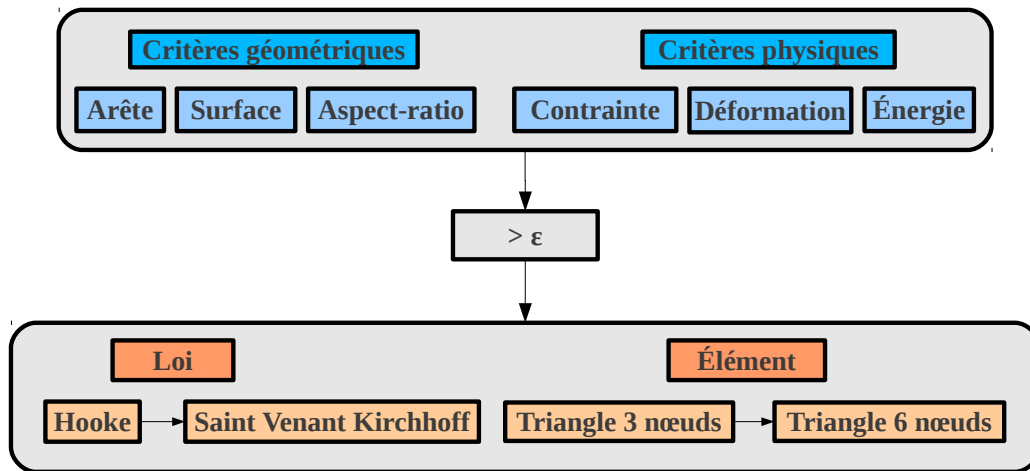 Critères géométriques
Critères physiques
Arête
Surface
Aspect-ratio
Contrainte
Déformation
Énergie
> ε
Loi
Élément
Hooke
Saint Venant Kirchhoff
Triangle 3 nœuds
Triangle 6 nœuds